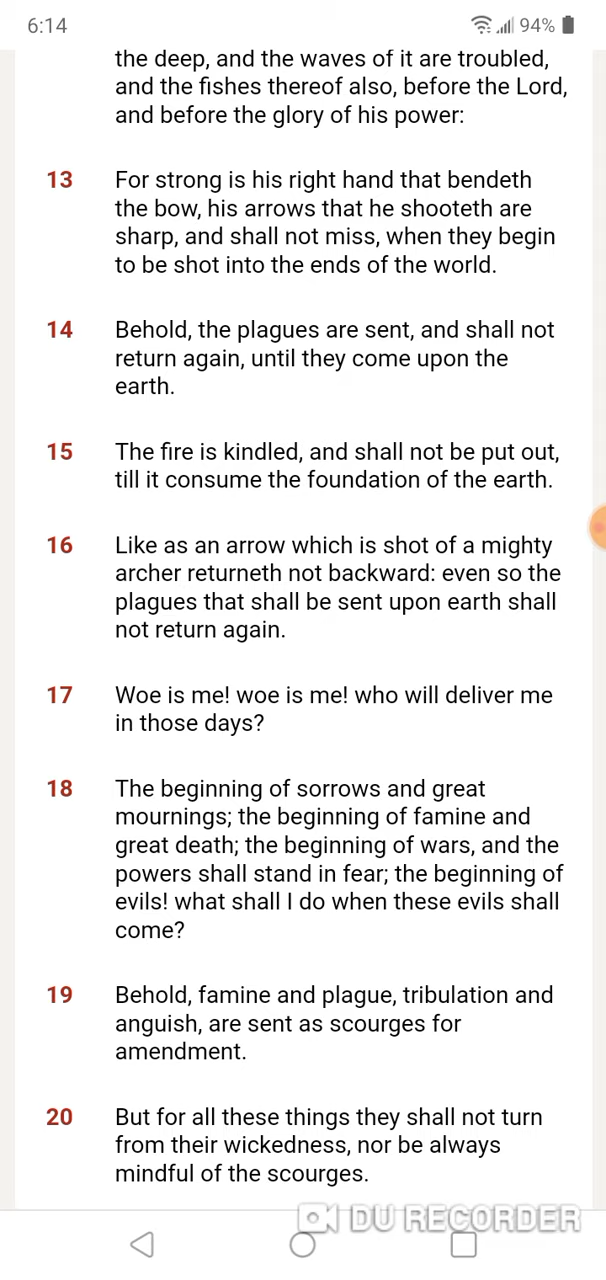 6:14
94%
the deep, and the waves of it are troubled,
and the fishes thereof also, before the Lord,
and before the glory of his power:
13 For strong is his right hand that bendeth
the bow, his arrows that he shooteth are
sharp, and shall not miss, when they begin
to be shot into the ends of the world.
14 Behold, the plagues are sent, and shall not
return again, until they come upon the
earth.
15 The fire is kindled, and shall not be put out,
till it consume the foundation of the earth.
16 Like as an arrow which is shot of a mighty
archer returneth not backward: even so the
plagues that shall be sent upon earth shall
not return again.
17 Woe is me! woe is me! who will deliver me
in those days?
18 The beginning of sorrows and great
mournings; the beginning of famine and
great death; the beginning of wars, and the
powers shall stand in fear; the beginning of
evils! what shall I do when these evils shall
come?
19 Behold, famine and plague, tribulation and
anguish, are sent as scourges for
amendment.
20 But for all these things they shall not turn
from their wickedness, nor be always
mindful of the scourges.
DU RECORDER